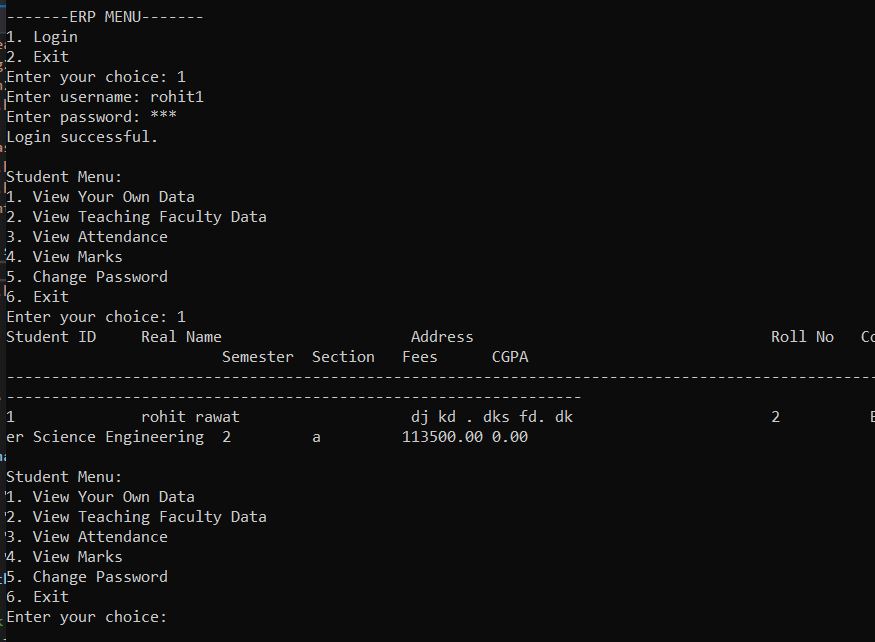 -------ERP MENU-------
1. Login
2. Exit
Enter your choice: 1
Enter username: rohit1
Enter password: ***
Login successful.
Student Menu:
1. View Your Own Data
2. View Teaching Faculty Data
3. View Attendance
4. View Marks
5. Change Password
6. Exit
Enter your choice: 1
Student ID     Real Name                     Address                                 Roll No
Semester  Section   Fees      CGPA
-------------------------------------------------------------------------------------------------
----------------------------------------------------------------
1              rohit rawat                   dj kd . dks fd. dk                      2
er Science Engineering  2         a         113500.00 0.00
Student Menu:
1. View Your Own Data
2. View Teaching Faculty Data
3. View Attendance
4. View Marks
5. Change Password
6. Exit
Enter your choice: